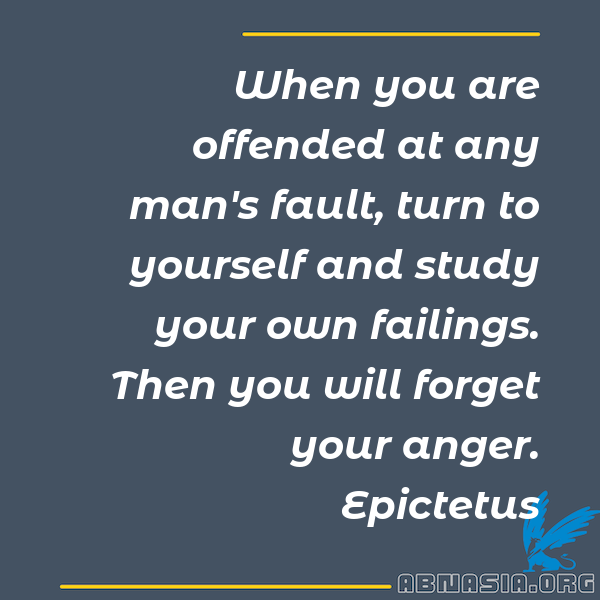 When you are
offended at any
man's fault, turn to
yourself and study
your own failings.
Then you will forget
your anger.
Epictetus
ABNASIA.ORG